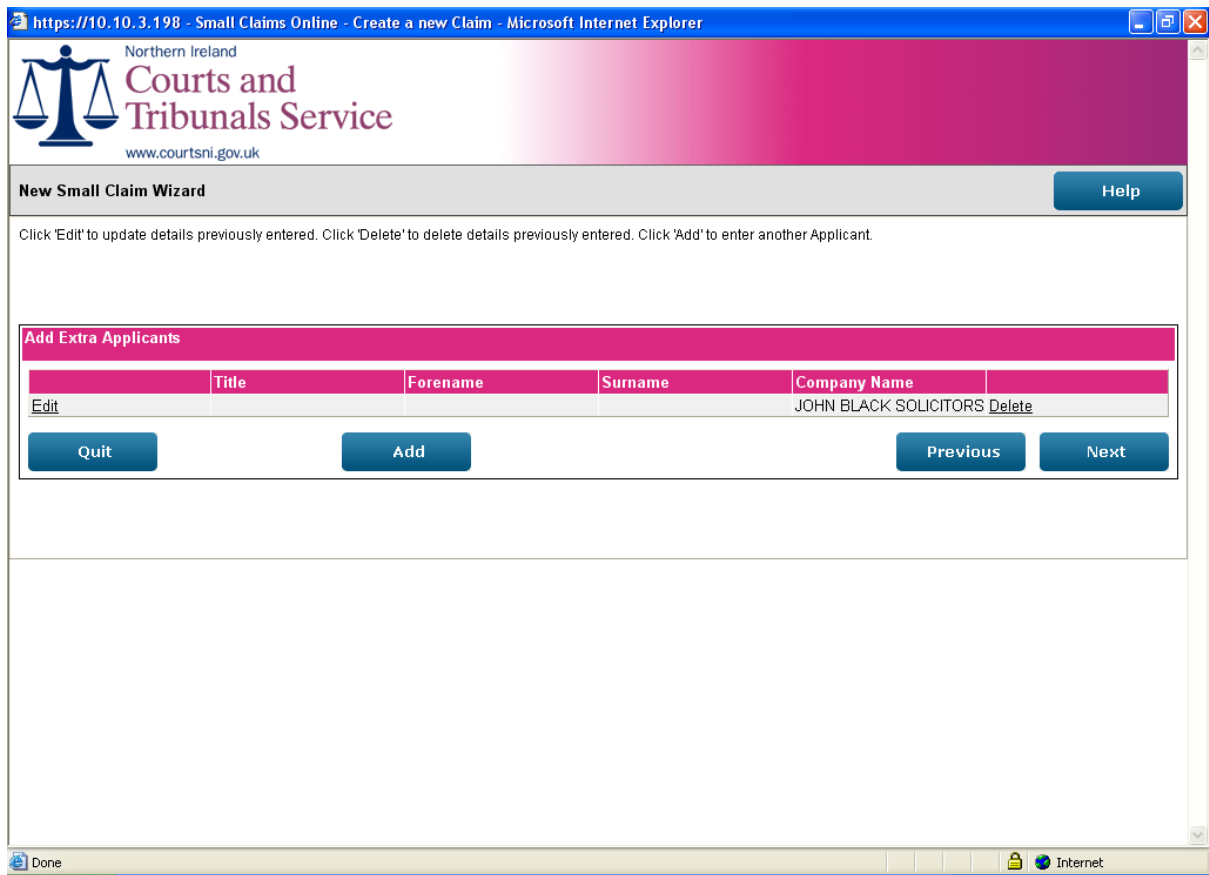 https://10.10.3.198 - Small Claims Online - Create a new Claim - Microsoft Internet Explorer
Northern Ireland
Courts and
Tribunals Service
www.courtsni.gov.uk
New Small Claim Wizard
Help
Click 'Edit' to update details previously entered. Click 'Delete' to delete details previously entered. Click 'Add' to enter another Applicant.
Add Extra Applicants
Title Forename Surname Company Name
Edit JOHN BLACK SOLICITORS Delete
Quit Add Previous Next
Done Internet